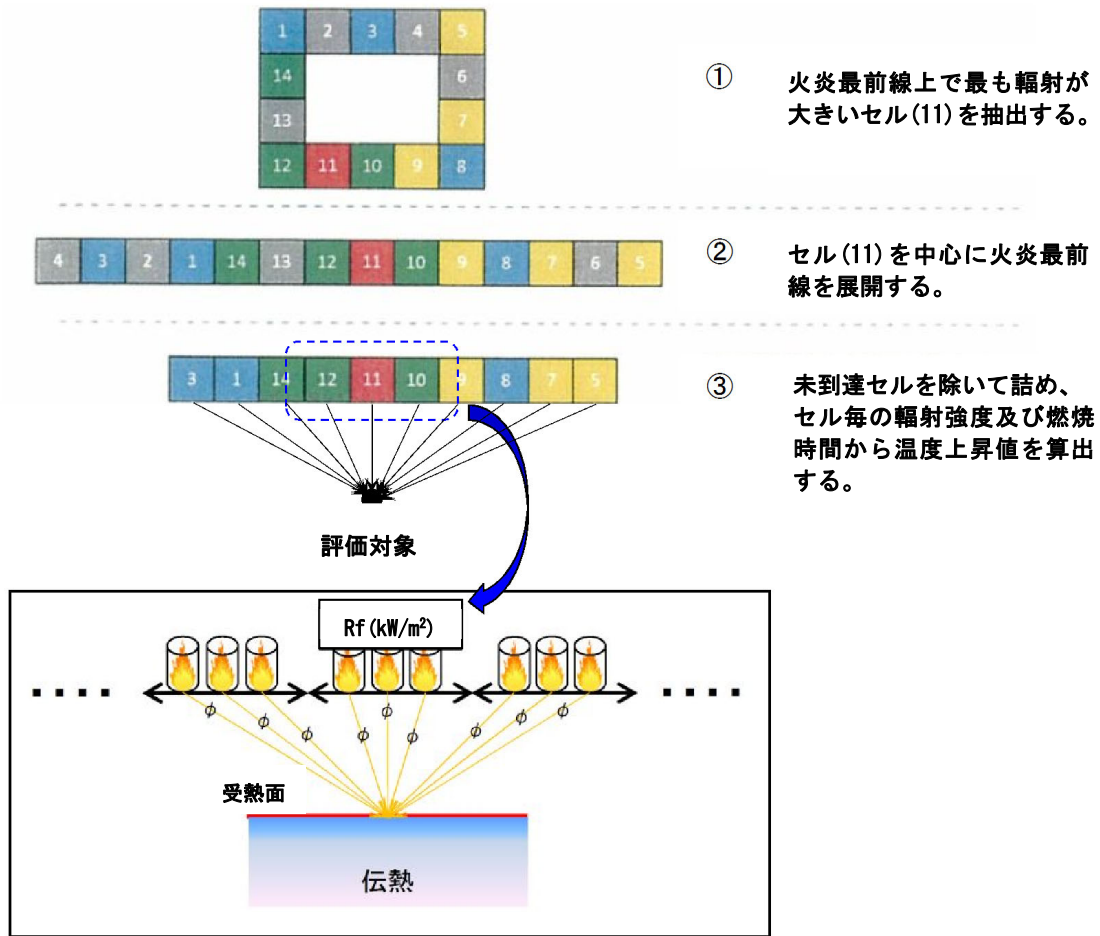 1 2 3 4 5
14 6
13 7
12 11 10 9 8
① 火炎最前線上で最も輻射が
大きいセル(11)を抽出する。
4 3 2 1 14 13 12 11 10 9 8 7 6 5
② セル(11)を中心に火炎最前
線を展開する。
3 1 14 12 11 10 9 8 7 5
③ 未到達セルを除いて詰め、
セル毎の輻射強度及び燃焼
時間から温度上昇値を算出
する。
評価対象
Rf(kW/m²)
φ φ φ φ φ φ φ φ φ
受熱面
伝熱